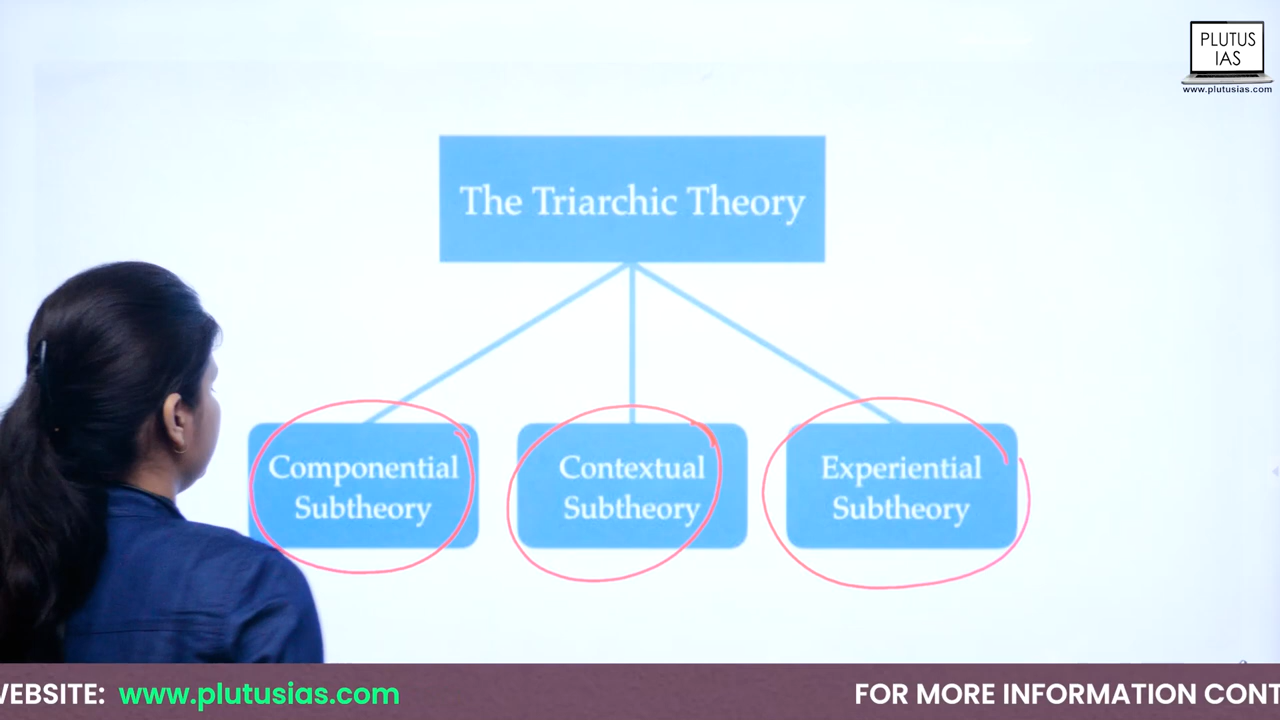 PLUTUS
IAS
www.plutusias.com
The Triarchic Theory
Componential
Subtheory
Contextual
Subtheory
Experiential
Subtheory
WEBSITE: www.plutusias.com
FOR MORE INFORMATION CONT